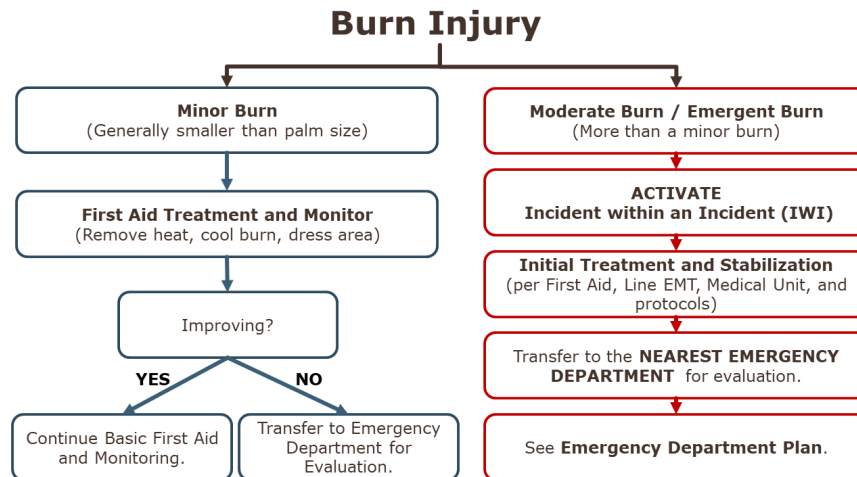 Burn Injury
Minor Burn
(Generally smaller than palm size)
First Aid Treatment and Monitor
(Remove heat, cool burn, dress area)
Improving?
YES
NO
Continue Basic First Aid
and Monitoring.
Transfer to Emergency
Department for
Evaluation.
Moderate Burn / Emergent Burn
(More than a minor burn)
ACTIVATE
Incident within an Incident (IWI)
Initial Treatment and Stabilization
(per First Aid, Line EMT, Medical Unit, and
protocols)
Transfer to the NEAREST EMERGENCY
DEPARTMENT for evaluation.
See Emergency Department Plan.